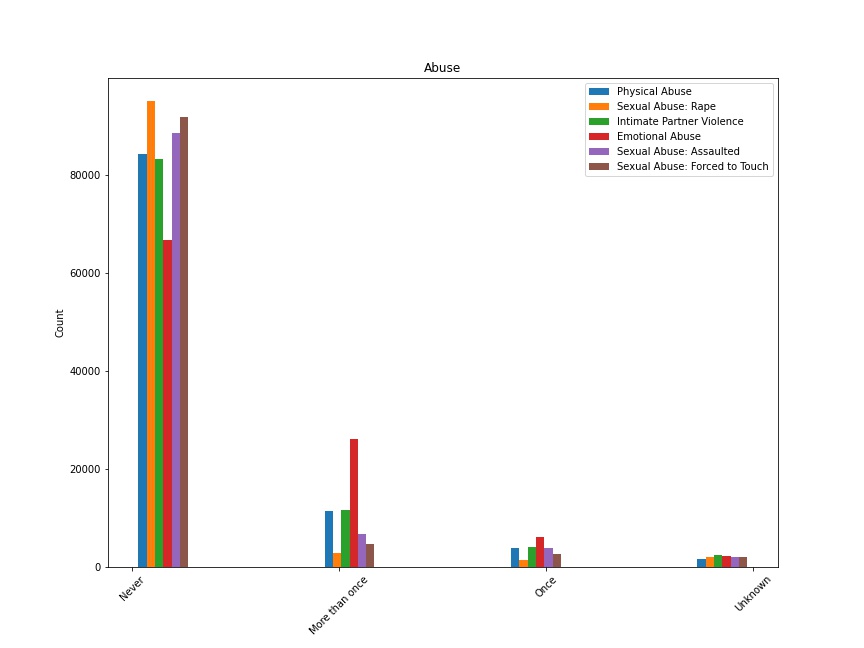 Abuse
Physical Abuse
Sexual Abuse: Rape
Intimate Partner Violence
Emotional Abuse
Sexual Abuse: Assaulted
Sexual Abuse: Forced to Touch
Count
80000
60000
40000
20000
0
Never
More than once
Once
Unknown